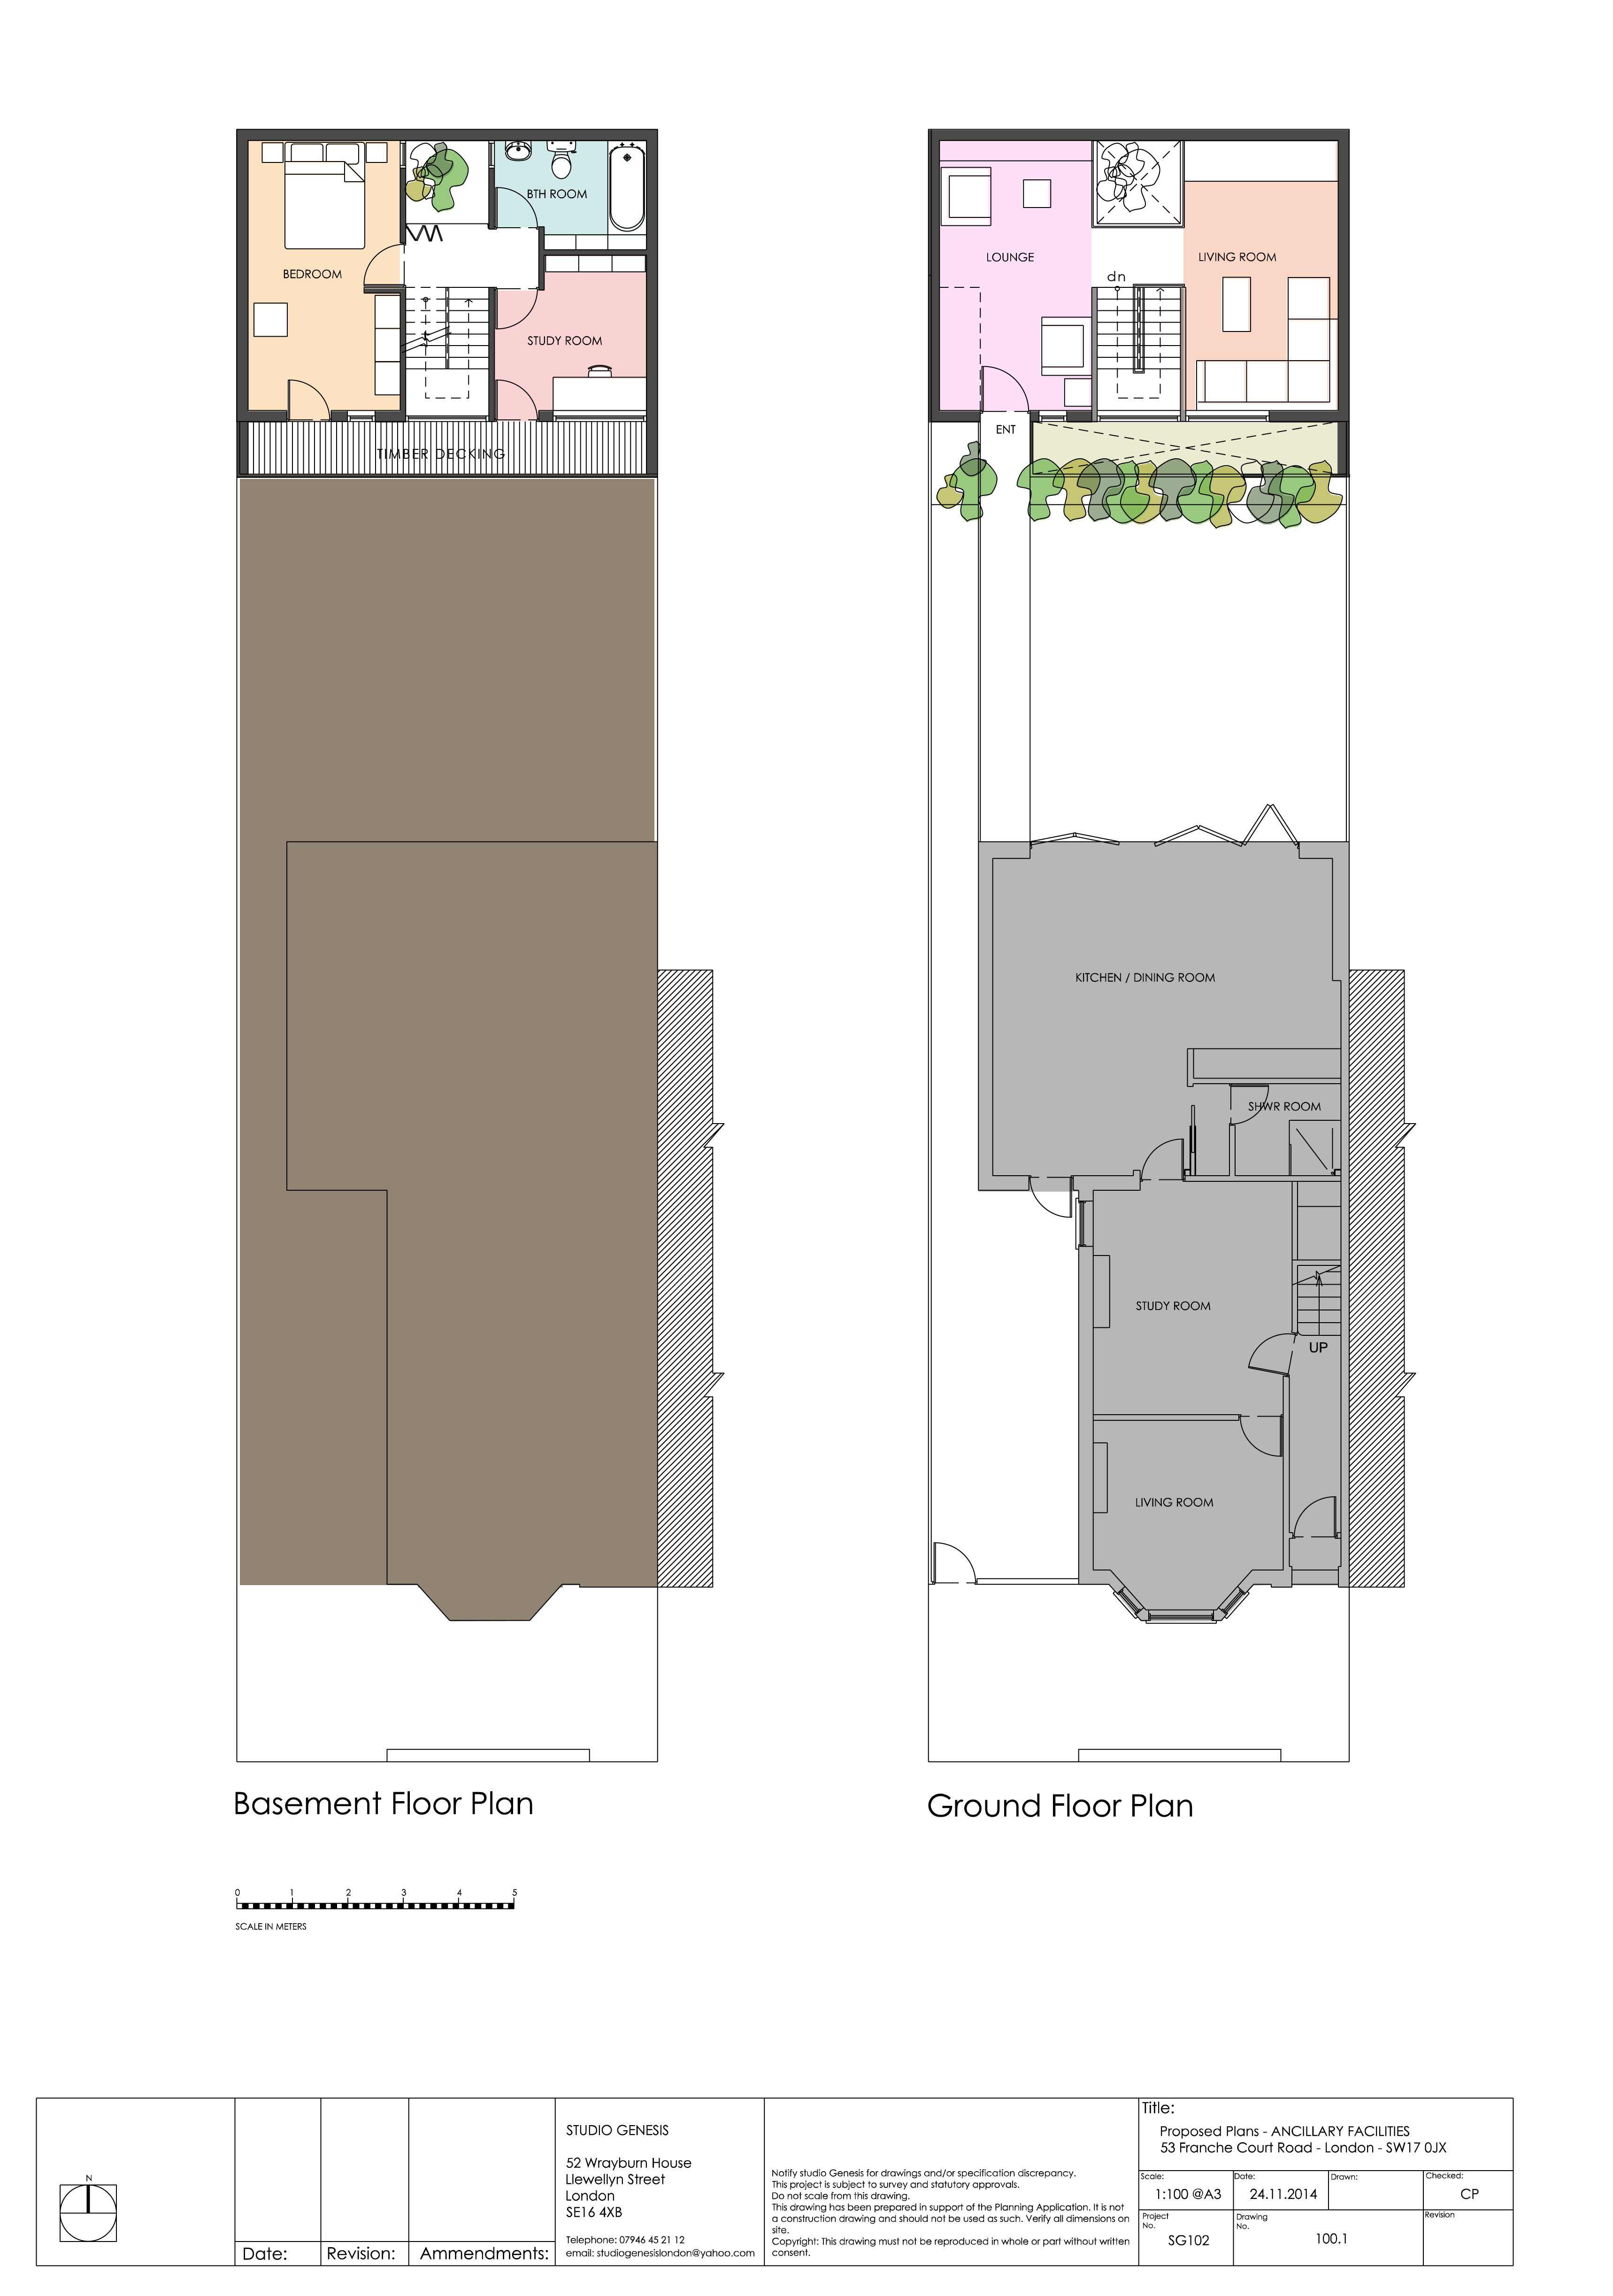 BEDROOM
BTH ROOM
STUDY ROOM
TIMBER DECKING
LOUNGE
dn
LIVING ROOM
ENT
KITCHEN / DINING ROOM
SHWR ROOM
STUDY ROOM
UP
LIVING ROOM
Basement Floor Plan
Ground Floor Plan
0 1 2 3 4 5
SCALE IN METERS
N
Date:
Revision:
Ammendments:
STUDIO GENESIS
52 Wrayburn House
Llewellyn Street
London
SE16 4XB
Telephone: 07946 45 21 12
email: studiogenesislondon@yahoo.com
Notify studio Genesis for drawings and/or specification discrepancy.
This project is subject to survey and statutory approvals.
Do not scale from this drawing.
This drawing has been prepared in support of the Planning Application. It is not
a construction drawing and should not be used as such. Verify all dimensions on
site.
Copyright: This drawing must not be reproduced in whole or part without written
consent.
Title:
Proposed Plans - ANCILLARY FACILITIES
53 Franche Court Road - London - SW17 0JX
Scale:
1:100 @A3
Date:
24.11.2014
Drawn:
Checked:
CP
Project
No.
SG102
Drawing
No.
100.1
Revision